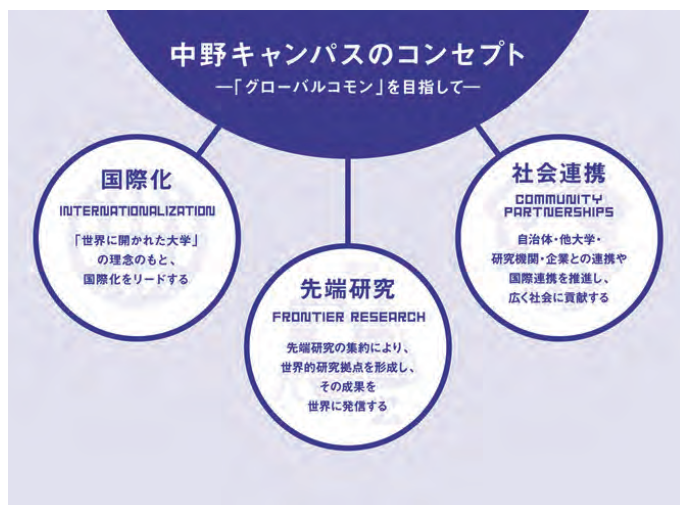 中野キャンパスのコンセプト
―「グローバルコモン」を目指して―
国際化
INTERNATIONALIZATION
「世界に開かれた大学」
の理念のもと、
国際化をリードする
先端研究
FRONTIER RESEARCH
先端研究の集約により、
世界的研究拠点を形成し、
その成果を
世界に発信する
社会連携
COMMUNITY
PARTNERSHIPS
自治体・他大学・
研究機関・企業との連携や
国際連携を推進し、
広く社会に貢献する